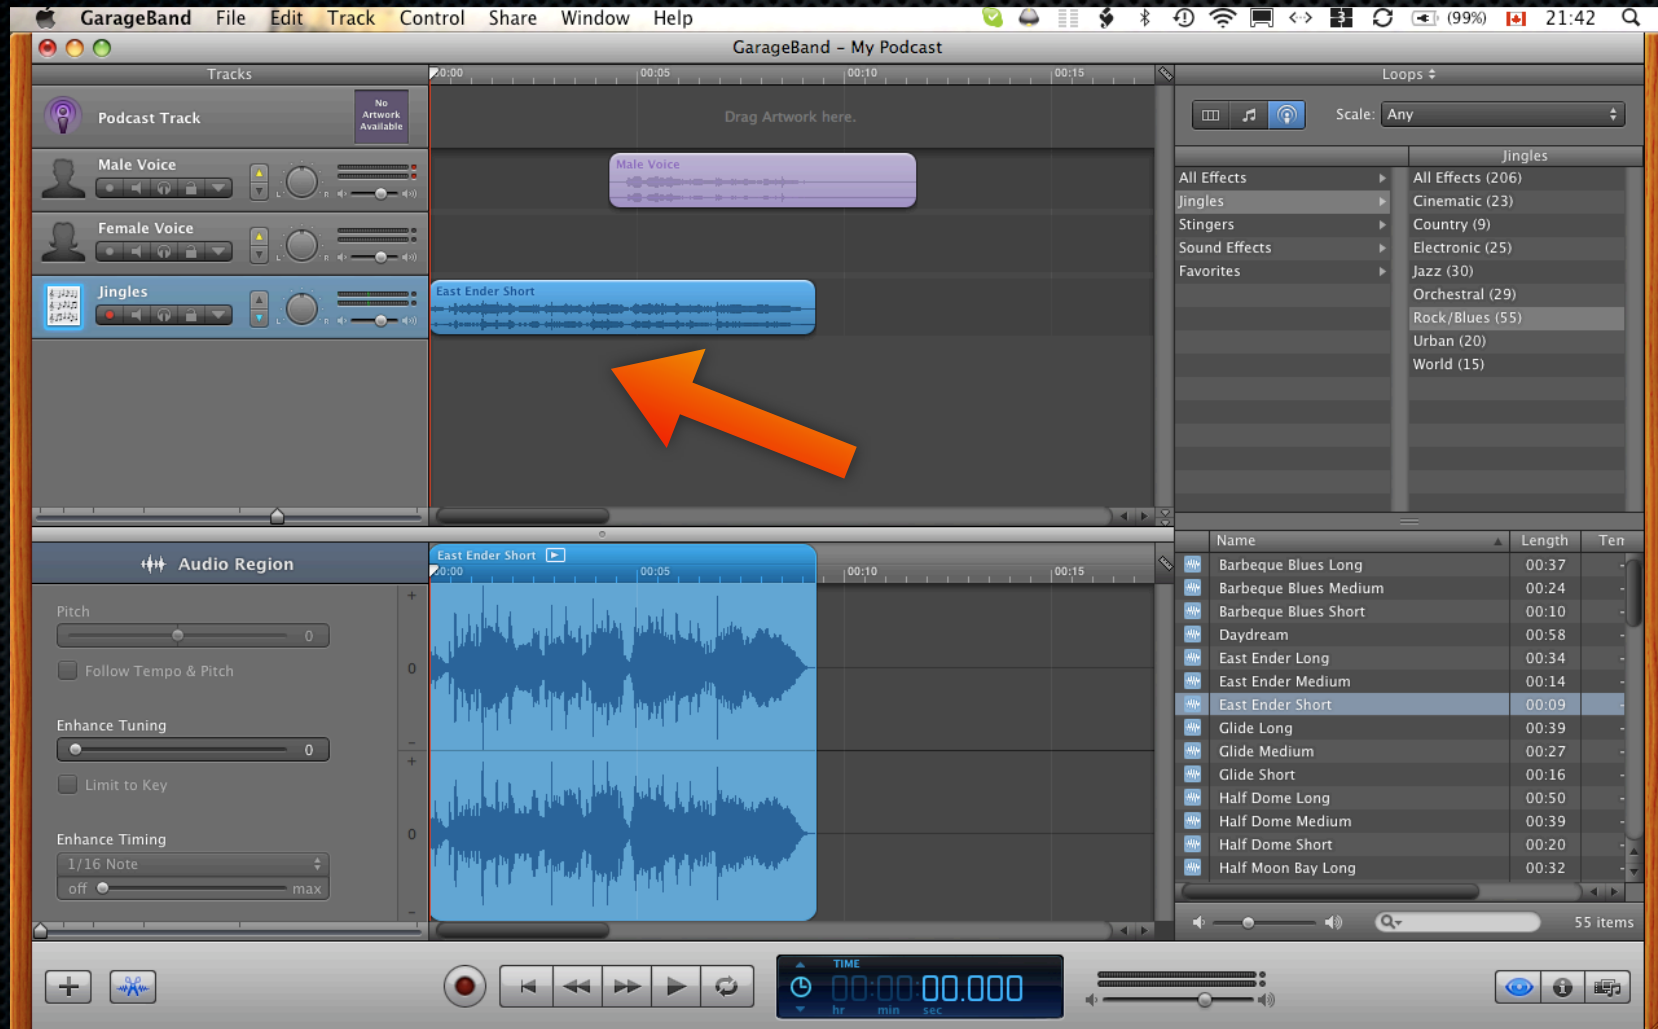 GarageBand File Edit Track Control Share Window Help (99%) 21:42
GarageBand – My Podcast
Tracks
00:00 00:05 00:10 00:15
Loops
Podcast Track
No Artwork Available
Drag Artwork here.
Scale: Any
Male Voice
L R
Male Voice
Female Voice
L R
Jingles
L R
East Ender Short
Jingles
All Effects
Jingles
Stingers
Sound Effects
Favorites
All Effects (206)
Cinematic (23)
Country (9)
Electronic (25)
Jazz (30)
Orchestral (29)
Rock/Blues (55)
Urban (20)
World (15)
Audio Region
Pitch
0
Follow Tempo & Pitch
Enhance Tuning
0
Limit to Key
Enhance Timing
1/16 Note
off max
East Ender Short
00:00 00:05 00:10 00:15
+
0
–
+
0
–
Name Length Tem
Barbeque Blues Long 00:37 -
Barbeque Blues Medium 00:24 -
Barbeque Blues Short 00:10 -
Daydream 00:58 -
East Ender Long 00:34 -
East Ender Medium 00:14 -
East Ender Short 00:09 -
Glide Long 00:39 -
Glide Medium 00:27 -
Glide Short 00:16 -
Half Dome Long 00:50 -
Half Dome Medium 00:39 -
Half Dome Short 00:20 -
Half Moon Bay Long 00:32 -
55 items
TIME
00:00:00.000
hr min sec